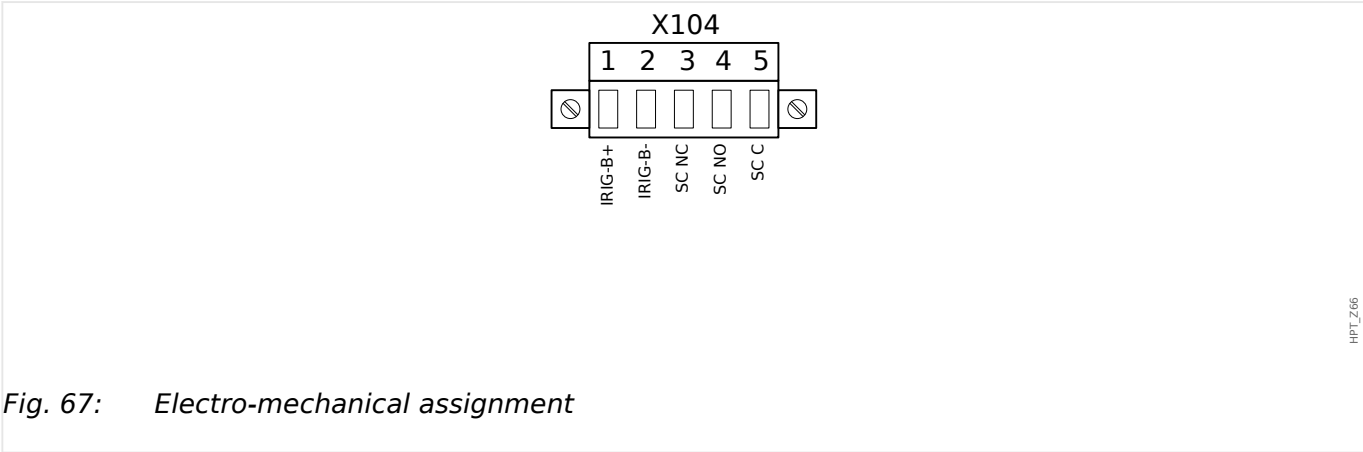 X104
1 2 3 4 5
IRIG-B+
IRIG-B-
SC NC
SC NO
SC C
HPT_Z66
Fig. 67: Electro-mechanical assignment